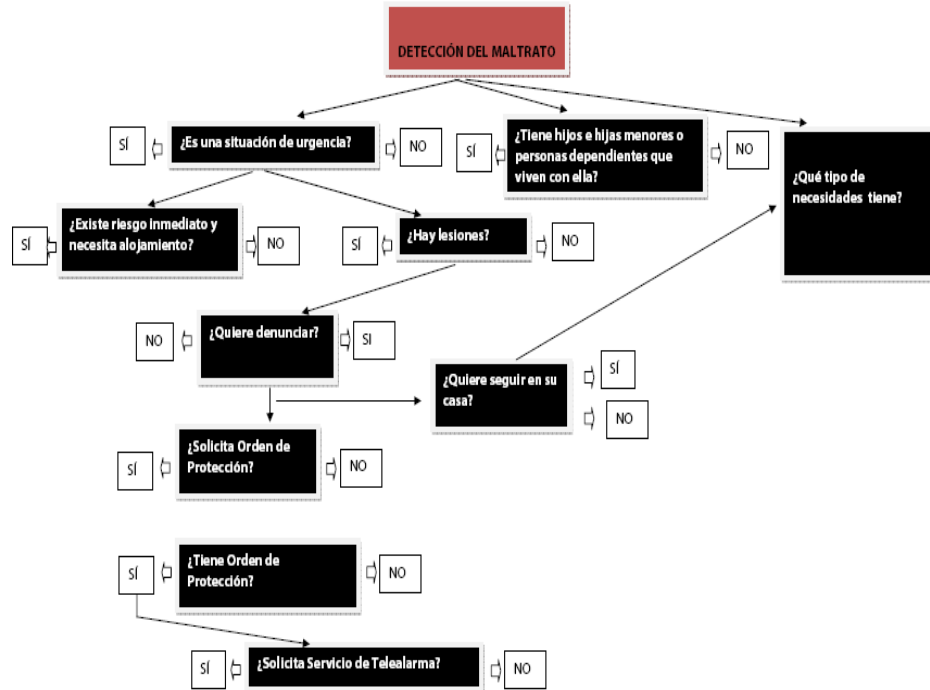 DETECCIÓN DEL MALTRATO
SÍ
¿Es una situación de urgencia?
NO
SÍ
¿Tiene hijos e hijas menores o
personas dependientes que
viven con ella?
NO
¿Qué tipo de
necesidades tiene?
SÍ
¿Existe riesgo inmediato y
necesita alojamiento?
NO
SÍ
¿Hay lesiones?
NO
NO
¿Quiere denunciar?
SI
¿Quiere seguir en su
casa?
SÍ
NO
SÍ
¿Solicita Orden de
Protección?
NO
SÍ
¿Tiene Orden de
Protección?
NO
SÍ
¿Solicita Servicio de Telealarma?
NO